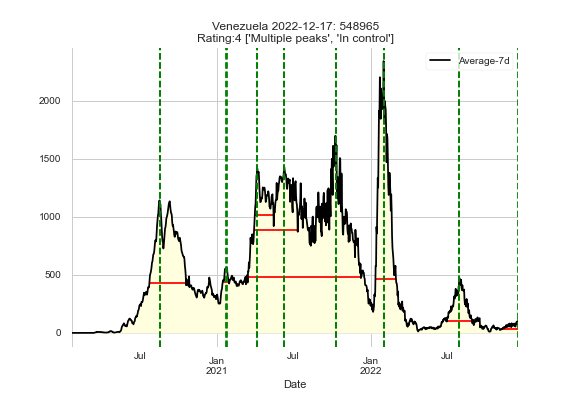 Venezuela 2022-12-17: 548965
Rating:4 ['Multiple peaks', 'In control']
Average-7d
2000
1500
1000
500
0
Jul
Jan
2021
Jul
Jan
2022
Jul
Date